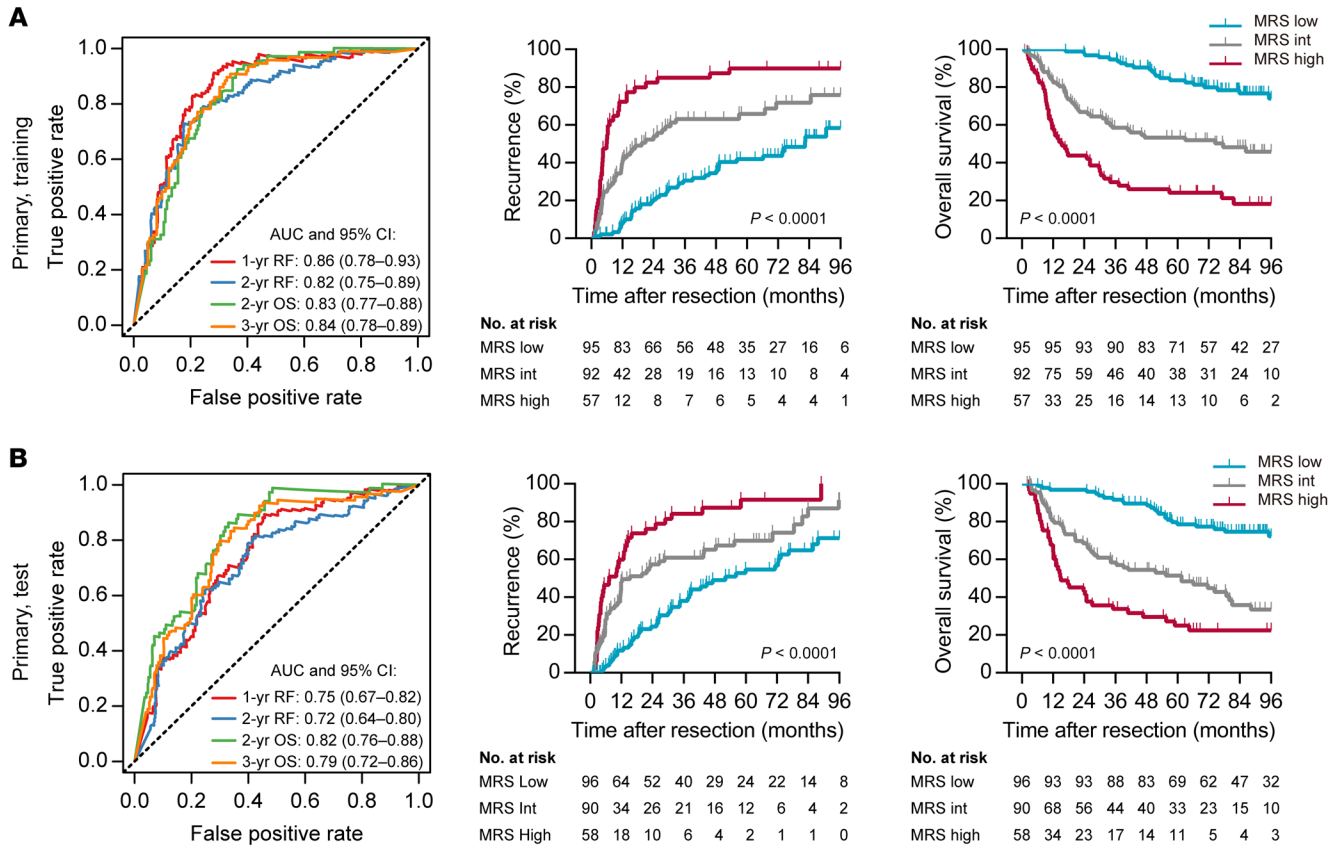 A
Primary, training
True positive rate
1.0
0.8
0.6
0.4
0.2
0.0
AUC and 95% CI:
1-yr RF: 0.86 (0.78–0.93)
2-yr RF: 0.82 (0.75–0.89)
2-yr OS: 0.83 (0.77–0.88)
3-yr OS: 0.84 (0.78–0.89)
0.0 0.2 0.4 0.6 0.8 1.0
False positive rate
Recurrence (%)
100
80
60
40
20
0
P < 0.0001
0 12 24 36 48 60 72 84 96
Time after resection (months)
No. at risk
MRS low 95 83 66 56 48 35 27 16 6
MRS int 92 42 28 19 16 13 10 8 4
MRS high 57 12 8 7 6 5 4 4 1
MRS low
MRS int
MRS high
Overall survival (%)
100
80
60
40
20
0
P < 0.0001
0 12 24 36 48 60 72 84 96
Time after resection (months)
No. at risk
MRS low 95 95 93 90 83 71 57 42 27
MRS int 92 75 59 46 40 38 31 24 10
MRS high 57 33 25 16 14 13 10 6 2
B
Primary, test
True positive rate
1.0
0.8
0.6
0.4
0.2
0.0
AUC and 95% CI:
1-yr RF: 0.75 (0.67–0.82)
2-yr RF: 0.72 (0.64–0.80)
2-yr OS: 0.82 (0.76–0.88)
3-yr OS: 0.79 (0.72–0.86)
0.0 0.2 0.4 0.6 0.8 1.0
False positive rate
Recurrence (%)
100
80
60
40
20
0
P < 0.0001
0 12 24 36 48 60 72 84 96
Time after resection (months)
No. at risk
MRS Low 96 64 52 40 29 24 22 14 8
MRS Int 90 34 26 21 16 12 6 4 2
MRS High 58 18 10 6 4 2 1 1 0
MRS low
MRS int
MRS high
Overall survival (%)
100
80
60
40
20
0
P < 0.0001
0 12 24 36 48 60 72 84 96
Time after resection (months)
No. at risk
MRS low 96 93 93 88 83 69 62 47 32
MRS int 90 68 56 44 40 33 23 15 10
MRS high 58 34 23 17 14 11 5 4 3